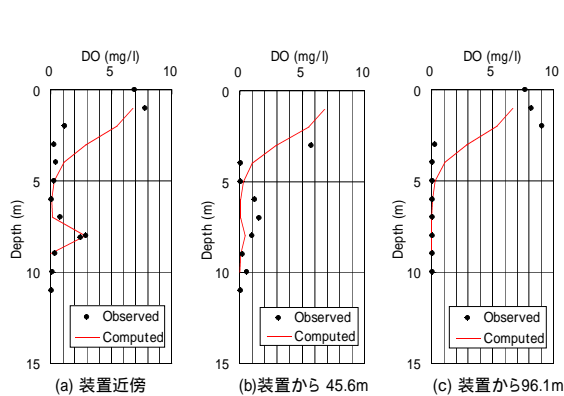 DO (mg/l)
0 5 10
0
5
10
15
Depth (m)
Observed
Computed
(a) 装置近傍
DO (mg/l)
0 5 10
0
5
10
15
Depth (m)
Observed
Computed
(b)装置から 45.6m
DO (mg/l)
0 5 10
0
5
10
15
Depth (m)
Observed
Computed
(c) 装置から96.1m